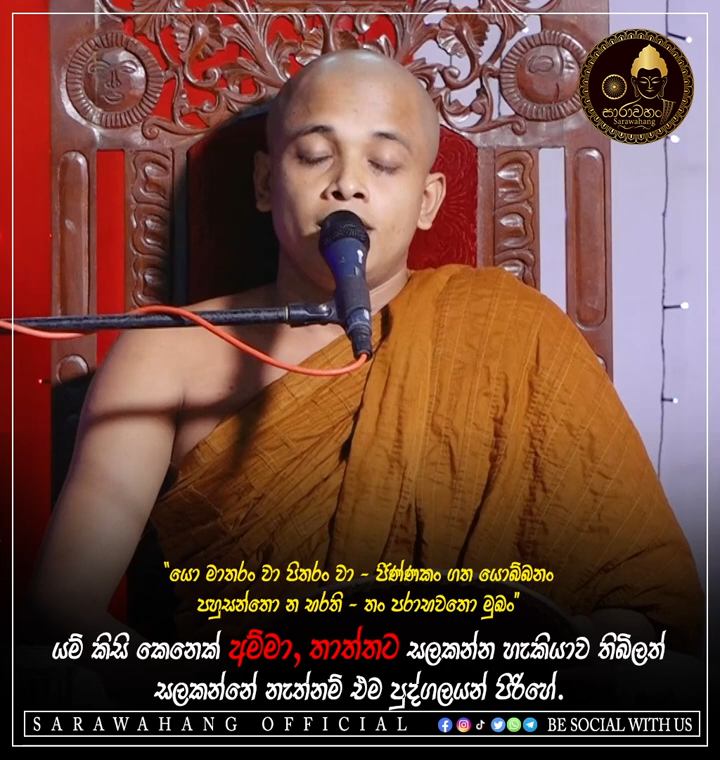 සාරාවහං
Sarawahang
"යො මාතරං වා පිතරං වා - ජිණ්ණකං ගත යොබ්බනං
පහුසන්තො න භරති - තං පරාභවතො මුඛං"
යම් කිසි කෙනෙක් අම්මා, තාත්තට සලකන්න හැකියාව තිබිලත්
සලකන්නේ නැත්නම් එම පුද්ගලයන් පිරිහේ.
SARAWAHANG OFFICIAL BE SOCIAL WITH US